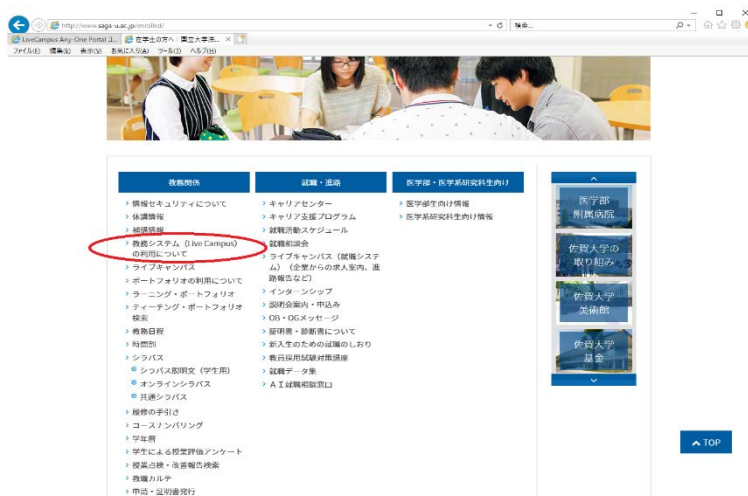 http://www.saga-u.ac.jp/enrolled/
検索...
LiveCampus Any-One Portal ユ...
在学生の方へ｜国立大学法...
ファイル(F) 編集(E) 表示(V) お気に入り(A) ツール(T) ヘルプ(H)
教務関係
情報セキュリティについて
休講情報
補講情報
教務システム（Live Campus）
の利用について
ライブキャンパス
ポートフォリオの利用について
ラーニング・ポートフォリオ
ティーチング・ポートフォリオ
検索
教務日程
時間割
シラバス
シラバス説明文（学生用）
オンラインシラバス
共通シラバス
履修の手引き
コースナンバリング
学年暦
学生による授業評価アンケート
授業点検・改善報告検索
教職カルテ
申請・証明書発行
就職・進路
キャリアセンター
キャリア支援プログラム
就職活動スケジュール
就職相談会
ライブキャンパス（就職システ
ム）（企業からの求人案内、進
路報告など）
インターンシップ
説明会案内・申込み
OB・OGメッセージ
証明書・診断書について
新入生のための就職のしおり
教員採用試験対策講座
就職データ集
ＡＩ就職相談窓口
医学部・医学系研究科生向け
医学部生向け情報
医学系研究科生向け情報
医学部
附属病院
佐賀大学の
取り組み
佐賀大学
美術館
佐賀大学
基金
TOP